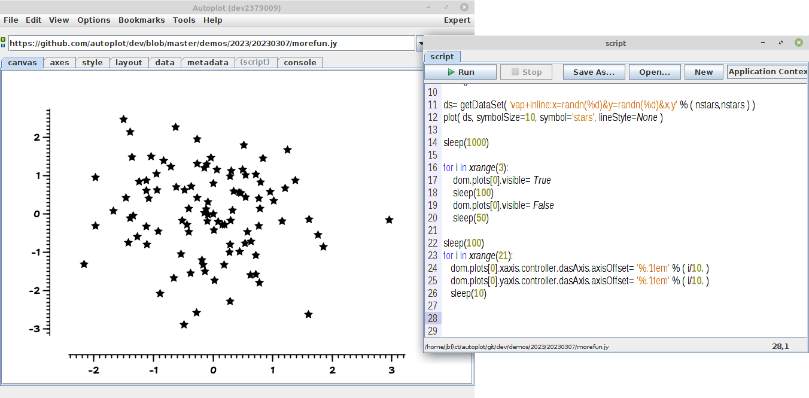 Autoplot (dev2379009)
File Edit View Options Bookmarks Tools Help Expert
https://github.com/autoplot/dev/blob/master/demos/2023/20230307/morefun.jy
canvas axes style layout data metadata (script) console
2
1
0
-1
-2
-3
-2 -1 0 1 2 3
script
script
Run Stop Save As... Open... New Application Contex
10
11 ds= getDataSet( 'vap+inline:x=randn(%d)&y=randn(%d)&x,y' % ( nstars,nstars ) )
12 plot( ds, symbolSize=10, symbol='stars', lineStyle=None )
13
14 sleep(1000)
15
16 for i in xrange(3):
17 dom.plots[0].visible= True
18 sleep(100)
19 dom.plots[0].visible= False
20 sleep(50)
21
22 sleep(100)
23 for i in xrange(21):
24 dom.plots[0].xaxis.controller.dasAxis.axisOffset= '%.1fem' % ( i/10. )
25 dom.plots[0].yaxis.controller.dasAxis.axisOffset= '%.1fem' % ( i/10. )
26 sleep(10)
27
28
29
/home/jbf/ct/autoplot/git/dev/demos/2023/20230307/morefun.jy 28,1